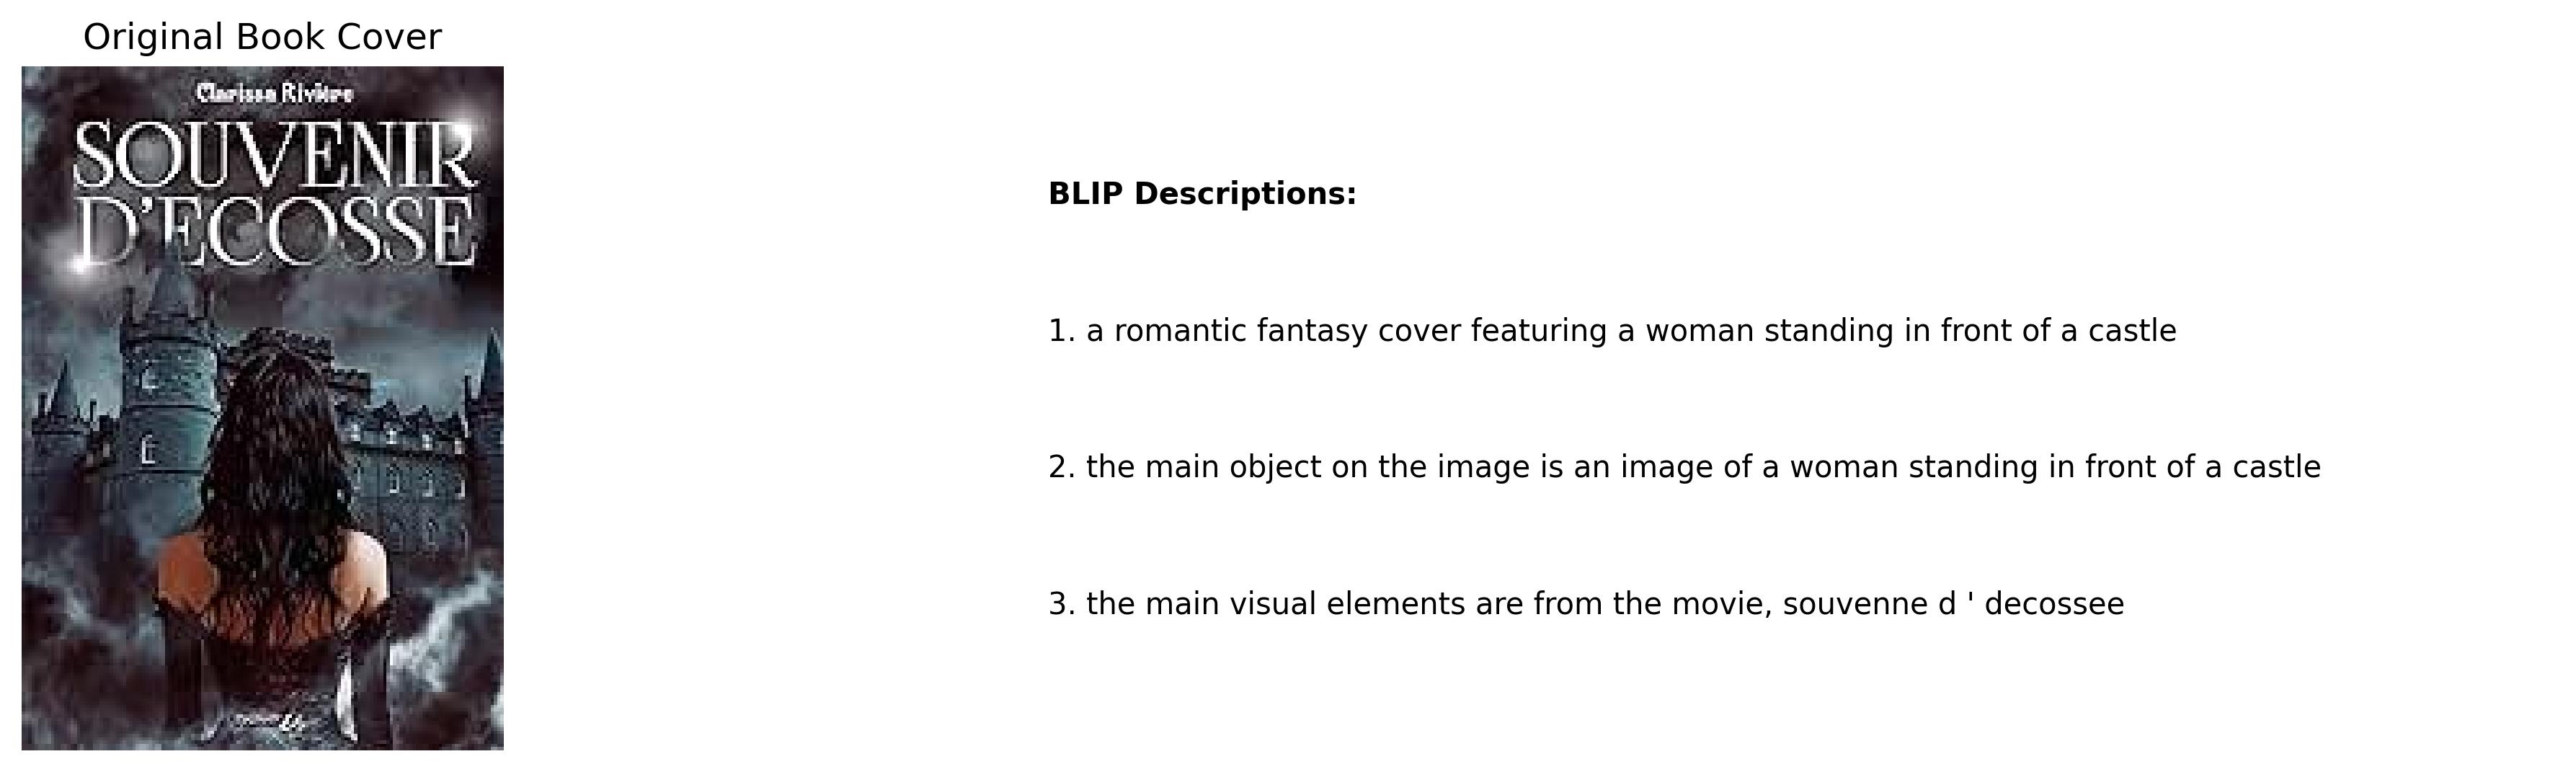 Original Book Cover
Clarissa Rivière
SOUVENIR
D'ECOSSE
BLIP Descriptions:
1. a romantic fantasy cover featuring a woman standing in front of a castle
2. the main object on the image is an image of a woman standing in front of a castle
3. the main visual elements are from the movie, souvenne d ' decossee